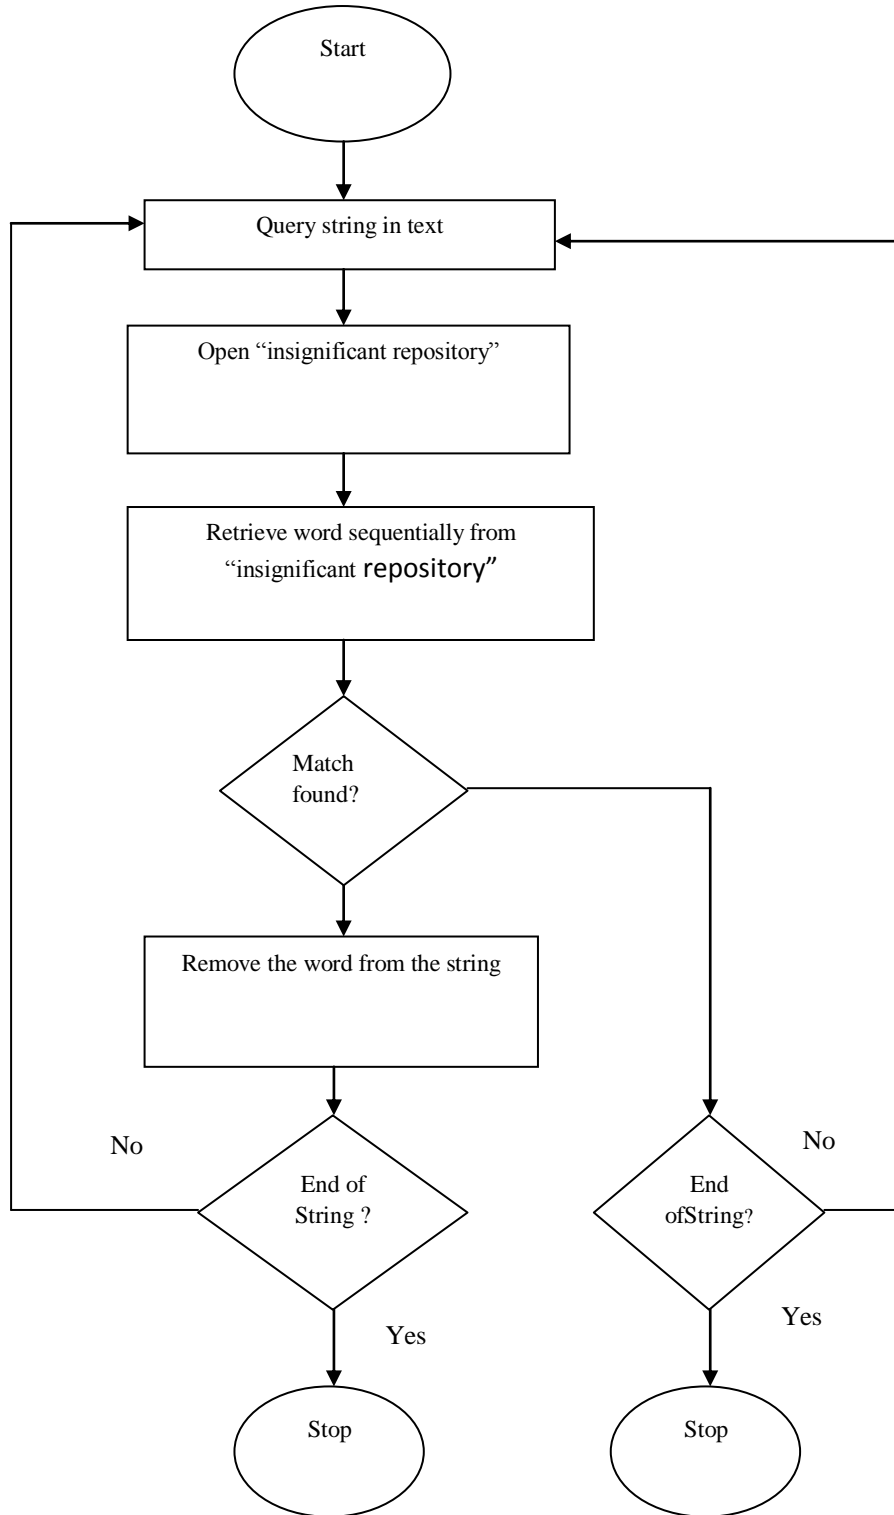 Start
Query string in text
Open “insignificant repository”
Retrieve word sequentially from
“insignificant repository”
Match
found?
Remove the word from the string
No
End of
String ?
Yes
Stop
No
End
ofString?
Yes
Stop